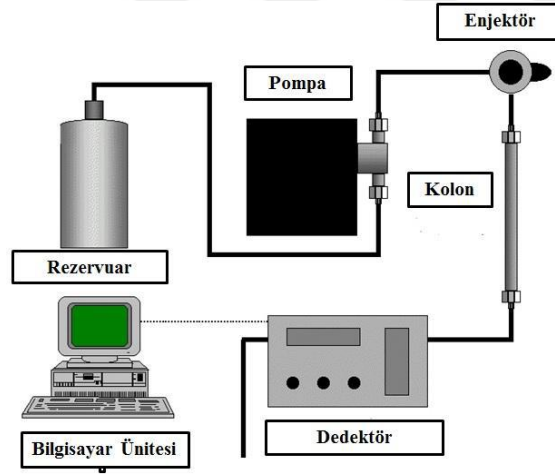 Enjektör
Pompa
Kolon
Rezervuar
Bilgisayar Ünitesi
Dedektör